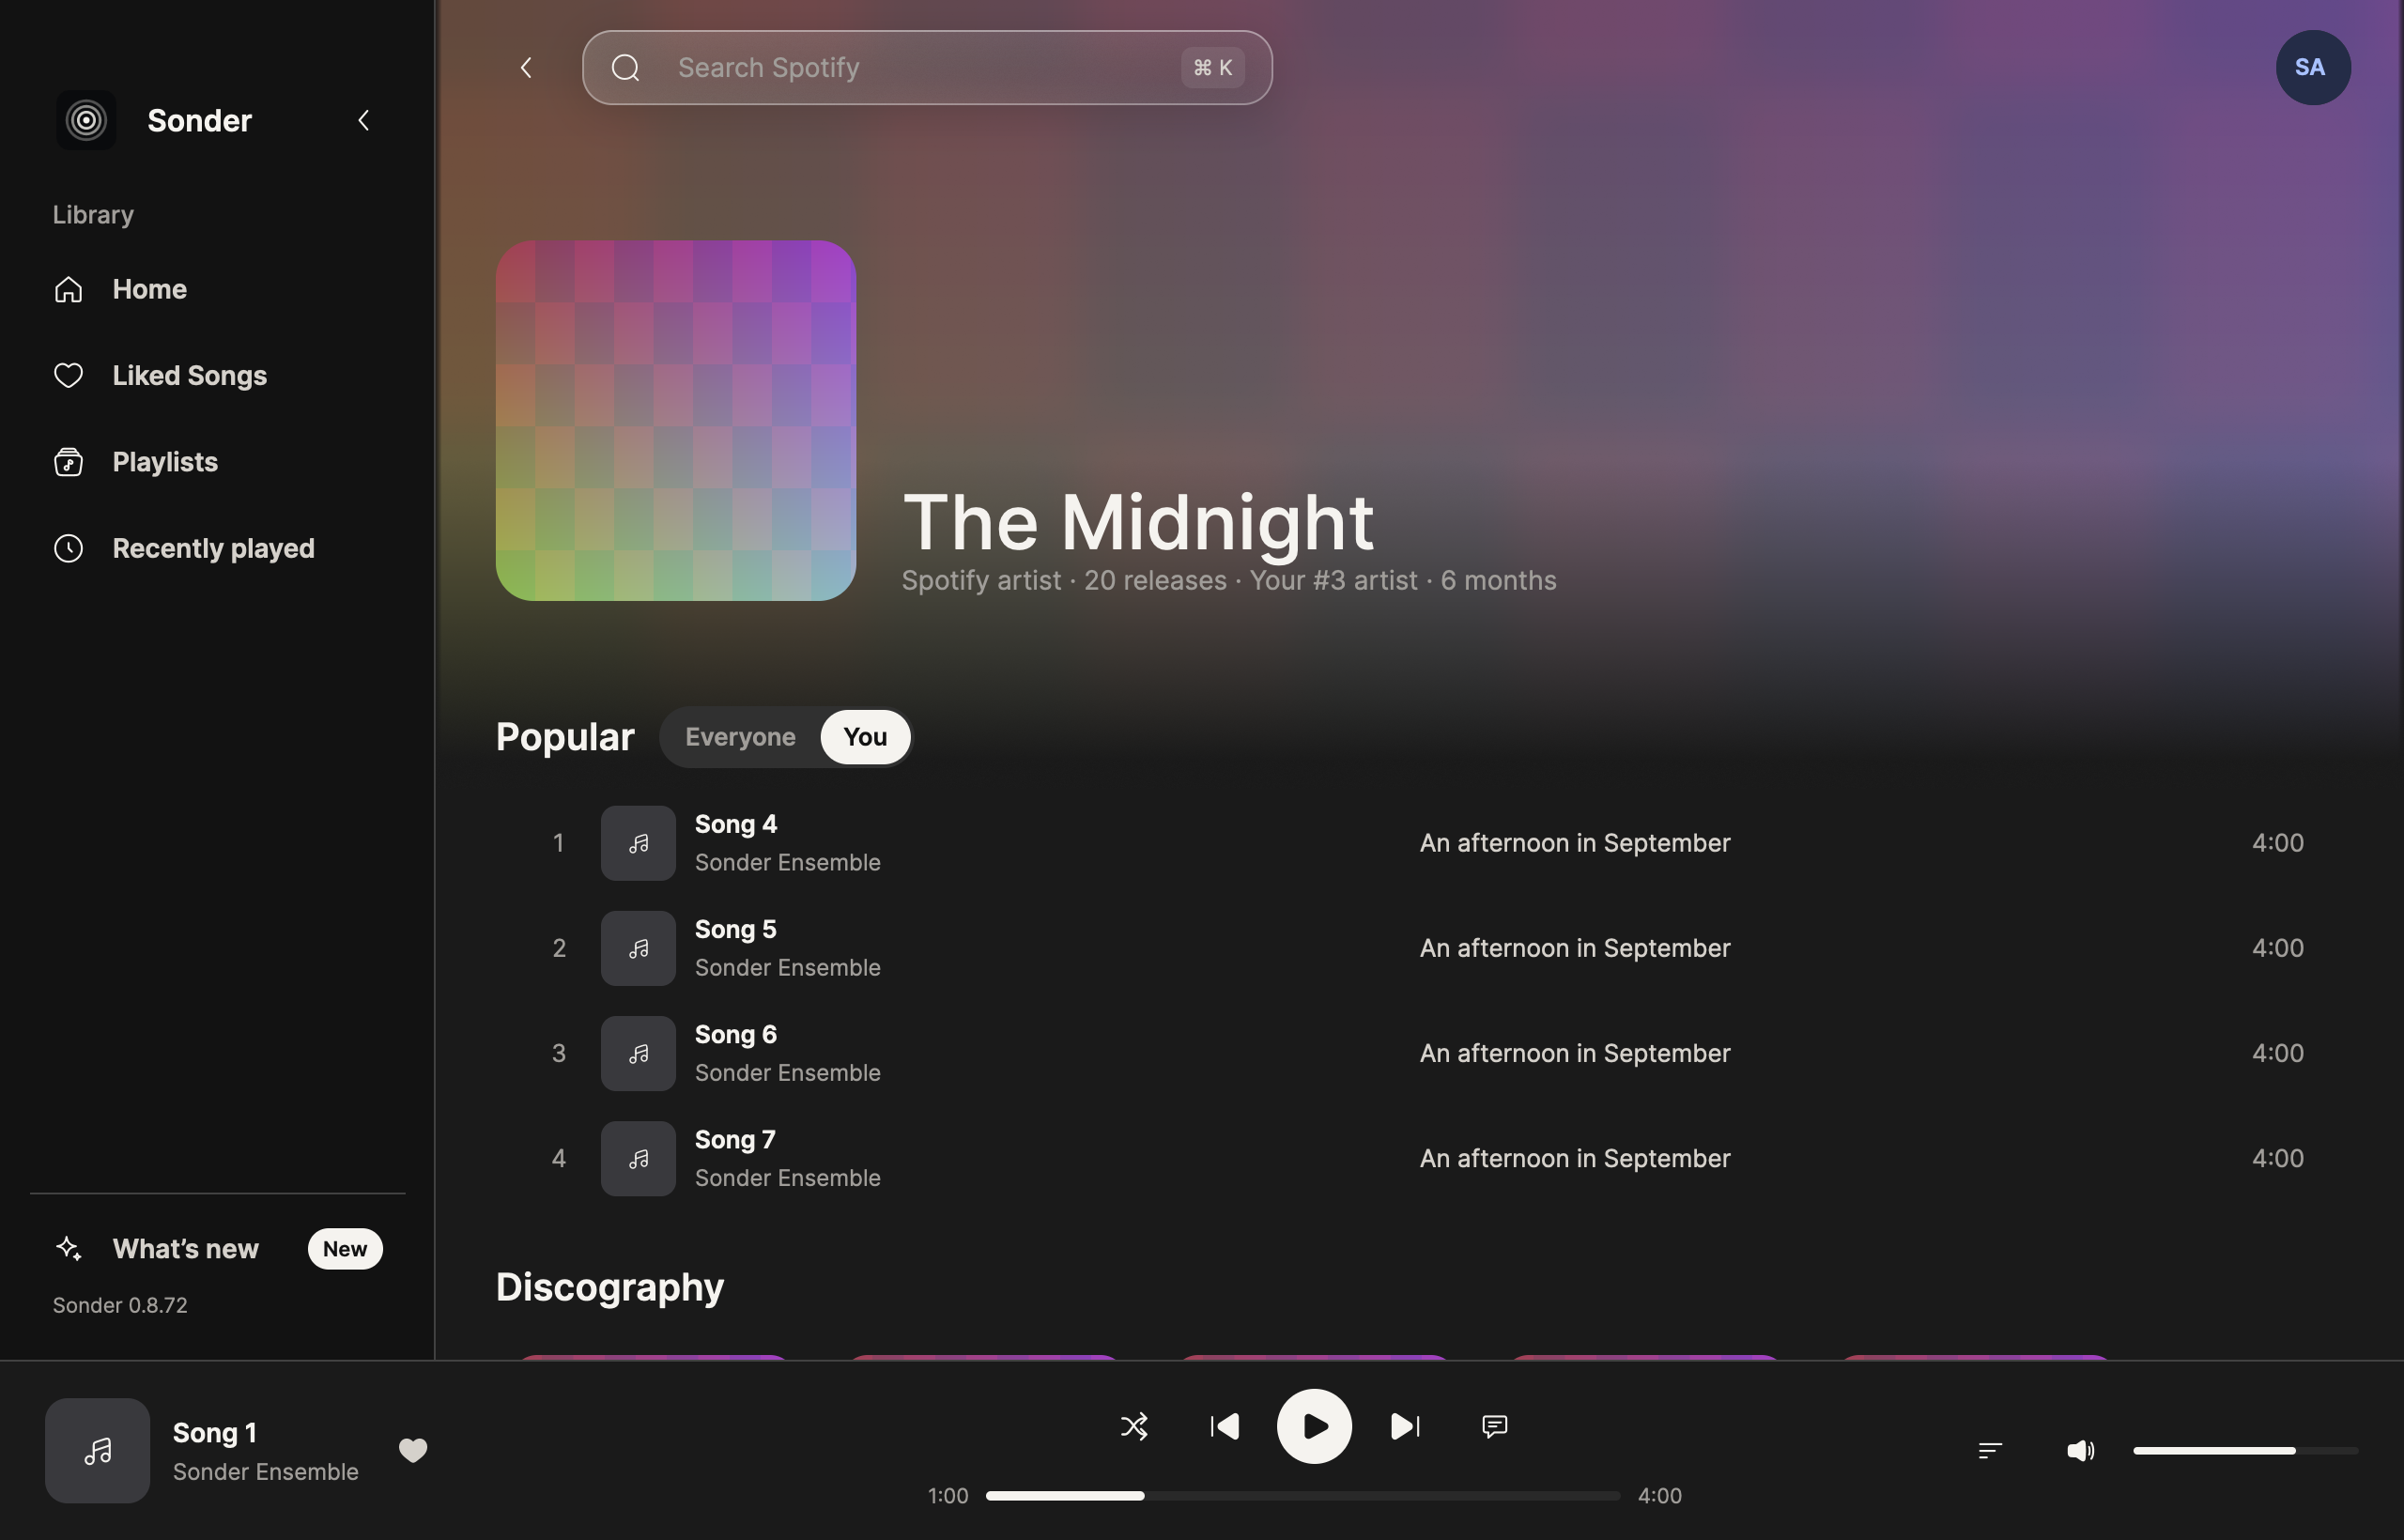 Search Spotify
⌘ K
SA
Sonder
Library
Home
Liked Songs
Playlists
Recently played
The Midnight
Spotify artist · 20 releases · Your #3 artist · 6 months
Popular
Everyone
You
1
Song 4
Sonder Ensemble
An afternoon in September
4:00
2
Song 5
Sonder Ensemble
An afternoon in September
4:00
3
Song 6
Sonder Ensemble
An afternoon in September
4:00
4
Song 7
Sonder Ensemble
An afternoon in September
4:00
What’s new
New
Sonder 0.8.72
Discography
Song 1
Sonder Ensemble
1:00
4:00